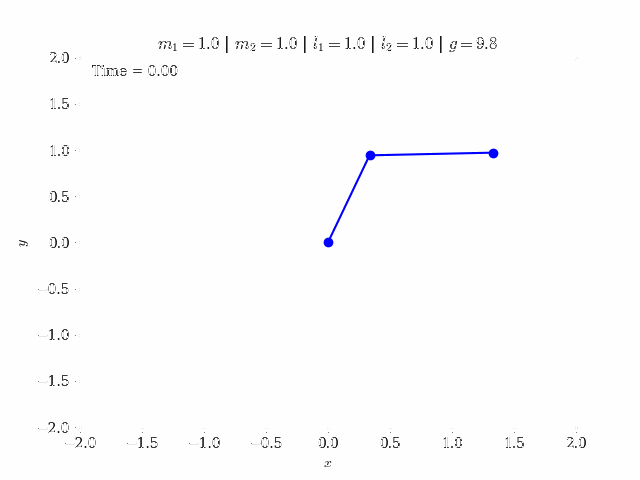 m₁ = 1.0 | m₂ = 1.0 | l₁ = 1.0 | l₂ = 1.0 | g = 9.8
2.0
Time = 0.00
1.5
1.0
0.5
0.0
y
−0.5
−1.0
−1.5
−2.0
−2.0 −1.5 −1.0 −0.5 0.0 0.5 1.0 1.5 2.0
x